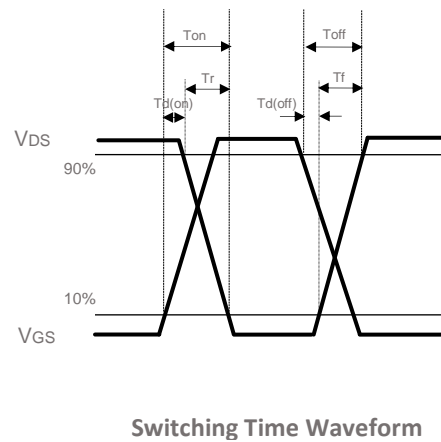 Ton
Toff
Tr
Tf
Td(on)
Td(off)
VDS
90%
10%
VGS
Switching Time Waveform